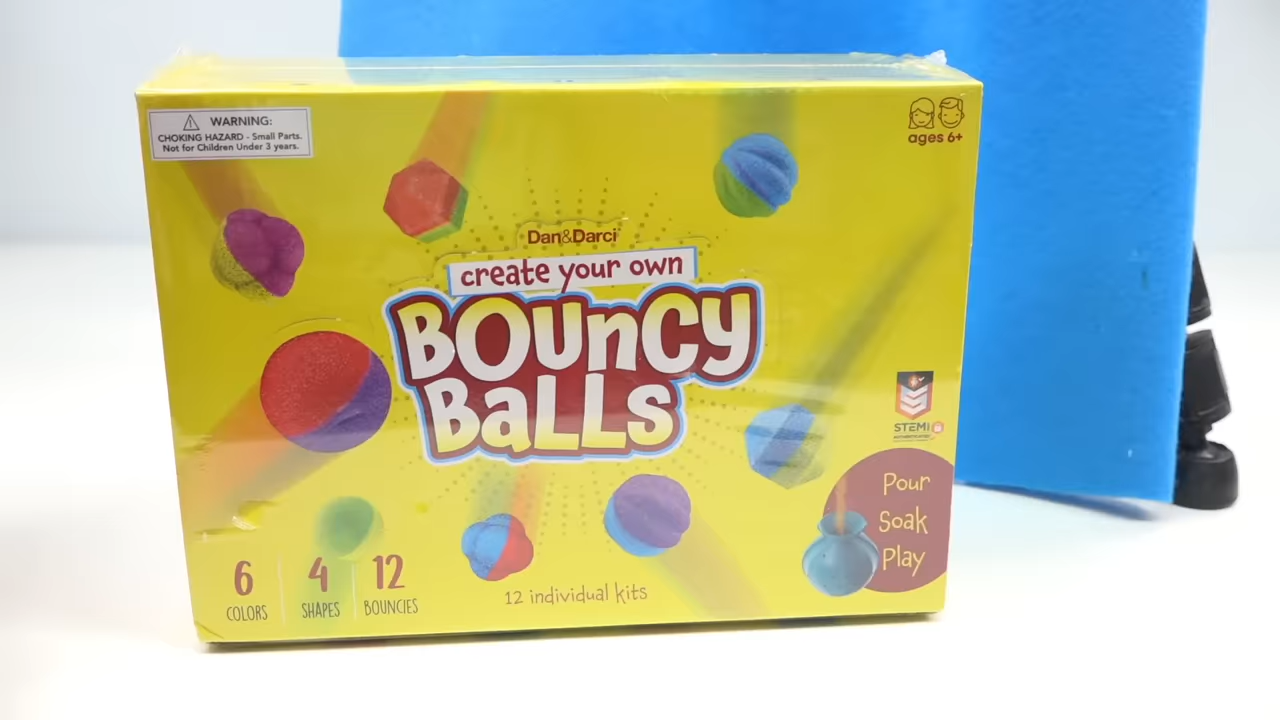 WARNING:
CHOKING HAZARD - Small Parts.
Not for Children Under 3 years.
ages 6+
Dan&Darci
create your own
BOUnCy
BaLLs
STEM
Pour
Soak
Play
6 COLORS
4 SHAPES
12 BOUNCIES
12 individual kits